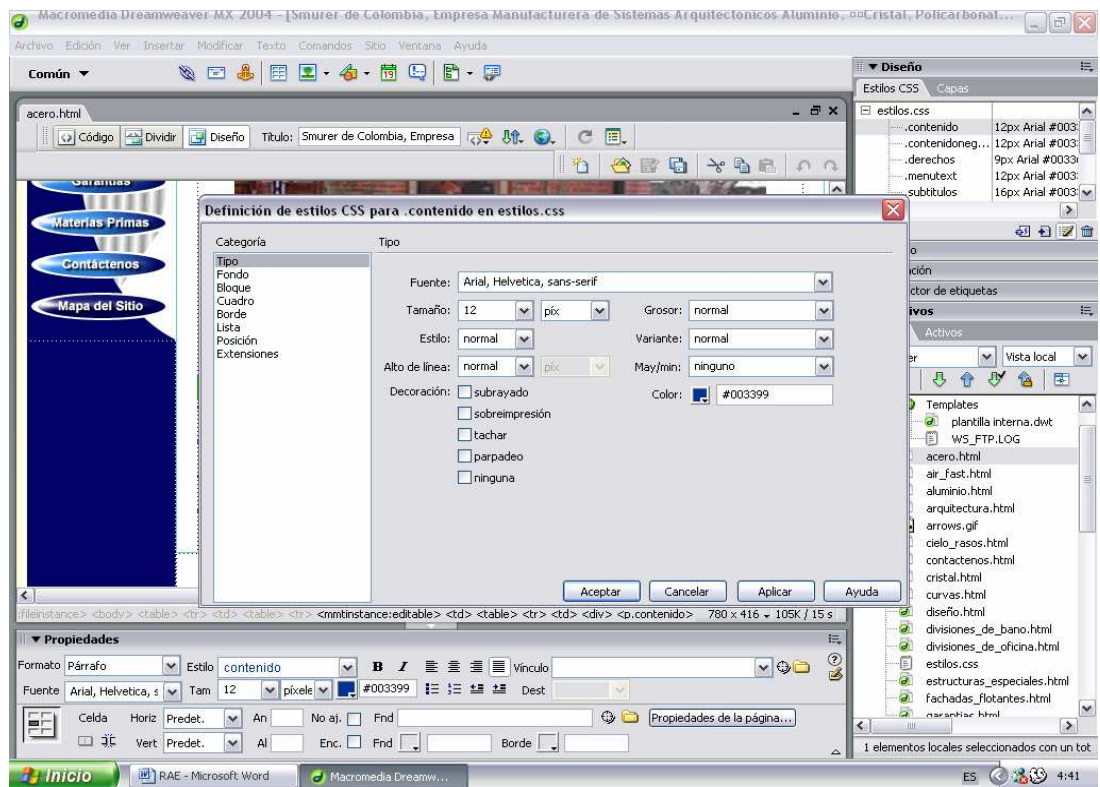 Macromedia Dreamweaver MX 2004 - [Smurer de Colombia, Empresa Manufacturera de Sistemas Arquitectonicos Aluminio, ¤¤Cristal, Policarbonat...
Archivo Edición Ver Insertar Modificar Texto Comandos Sitio Ventana Ayuda
Común
acero.html
Código Dividir Diseño Título: Smurer de Colombia, Empresa
Garantías
Materias Primas
Contáctenos
Mapa del Sitio
Definición de estilos CSS para .contenido en estilos.css
Categoría
Tipo
Fondo
Bloque
Cuadro
Borde
Lista
Posición
Extensiones
Tipo
Fuente: Arial, Helvetica, sans-serif
Tamaño: 12 píx Grosor: normal
Estilo: normal Variante: normal
Alto de línea: normal píx May/min: ninguno
Decoración: subrayado Color: #003399
sobreimpresión
tachar
parpadeo
ninguna
Aceptar Cancelar Aplicar Ayuda
:fileinstance> <body> <table> <tr> <td> <table> <tr> <mmtinstance:editable> <td> <table> <tr> <td> <div> <p.contenido> 780 x 416 105K / 15 s
Propiedades
Formato Párrafo Estilo contenido B I Vínculo
Fuente Arial, Helvetica, s Tam 12 píxele #003399 Dest
Celda Horiz Predet. An No aj. Fnd Propiedades de la página...
Vert Predet. Al Enc. Fnd Borde
Diseño
Estilos CSS Capas
estilos.css
.contenido 12px Arial #003
.contenidoneg... 12px Arial #003
.derechos 9px Arial #0033
.menutext 12px Arial #003
.subtitulos 16px Arial #003
o
ación
ctor de etiquetas
ivos
Activos
er Vista local
Templates
plantilla interna.dwt
WS_FTP.LOG
acero.html
air_fast.html
aluminio.html
arquitectura.html
arrows.gif
cielo_rasos.html
contactenos.html
cristal.html
curvas.html
diseño.html
divisiones_de_bano.html
divisiones_de_oficina.html
estilos.css
estructuras_especiales.html
fachadas_flotantes.html
garantias.html
1 elementos locales seleccionados con un tot
Inicio RAE - Microsoft Word Macromedia Dreamw... ES 4:41